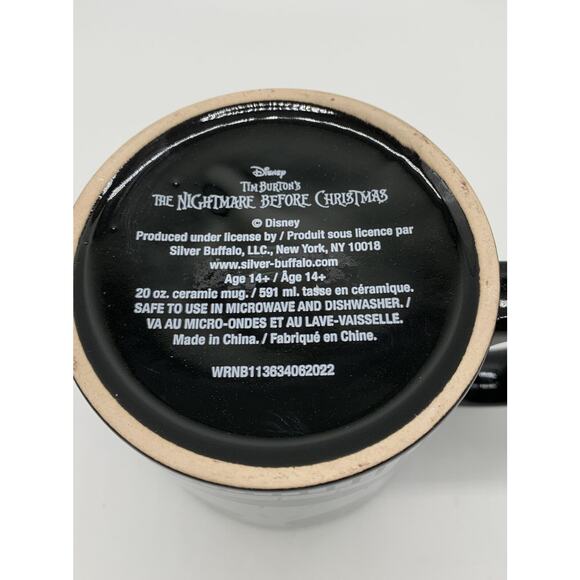 Disney
TIM BURTON'S
THE NIGHTMARE BEFORE CHRISTMAS
© Disney
Produced under license by / Produit sous licence par
Silver Buffalo, LLC., New York, NY 10018
www.silver-buffalo.com
Age 14+ / Âge 14+
20 oz. ceramic mug. / 591 ml. tasse en céramique.
SAFE TO USE IN MICROWAVE AND DISHWASHER. /
VA AU MICRO-ONDES ET AU LAVE-VAISSELLE.
Made in China. / Fabriqué en Chine.
WRNB113634062022